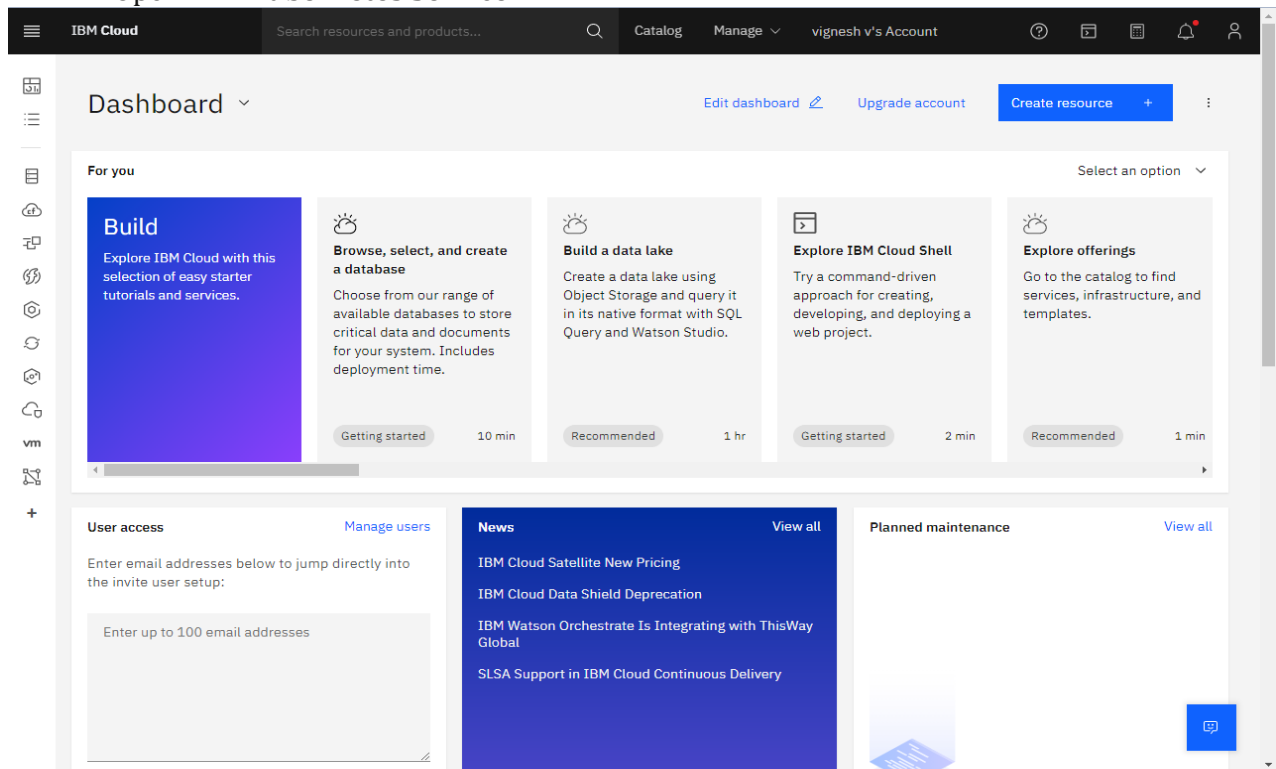 IBM Cloud
Search resources and products...
Catalog
Manage
vignesh v's Account
Dashboard
Edit dashboard
Upgrade account
Create resource +
For you
Select an option
Build
Explore IBM Cloud with this
selection of easy starter
tutorials and services.
Browse, select, and create
a database
Choose from our range of
available databases to store
critical data and documents
for your system. Includes
deployment time.
Getting started
10 min
Build a data lake
Create a data lake using
Object Storage and query it
in its native format with SQL
Query and Watson Studio.
Recommended
1 hr
Explore IBM Cloud Shell
Try a command-driven
approach for creating,
developing, and deploying a
web project.
Getting started
2 min
Explore offerings
Go to the catalog to find
services, infrastructure, and
templates.
Recommended
1 min
vm
User access
Manage users
Enter email addresses below to jump directly into
the invite user setup:
Enter up to 100 email addresses
News
View all
IBM Cloud Satellite New Pricing
IBM Cloud Data Shield Deprecation
IBM Watson Orchestrate Is Integrating with ThisWay
Global
SLSA Support in IBM Cloud Continuous Delivery
Planned maintenance
View all